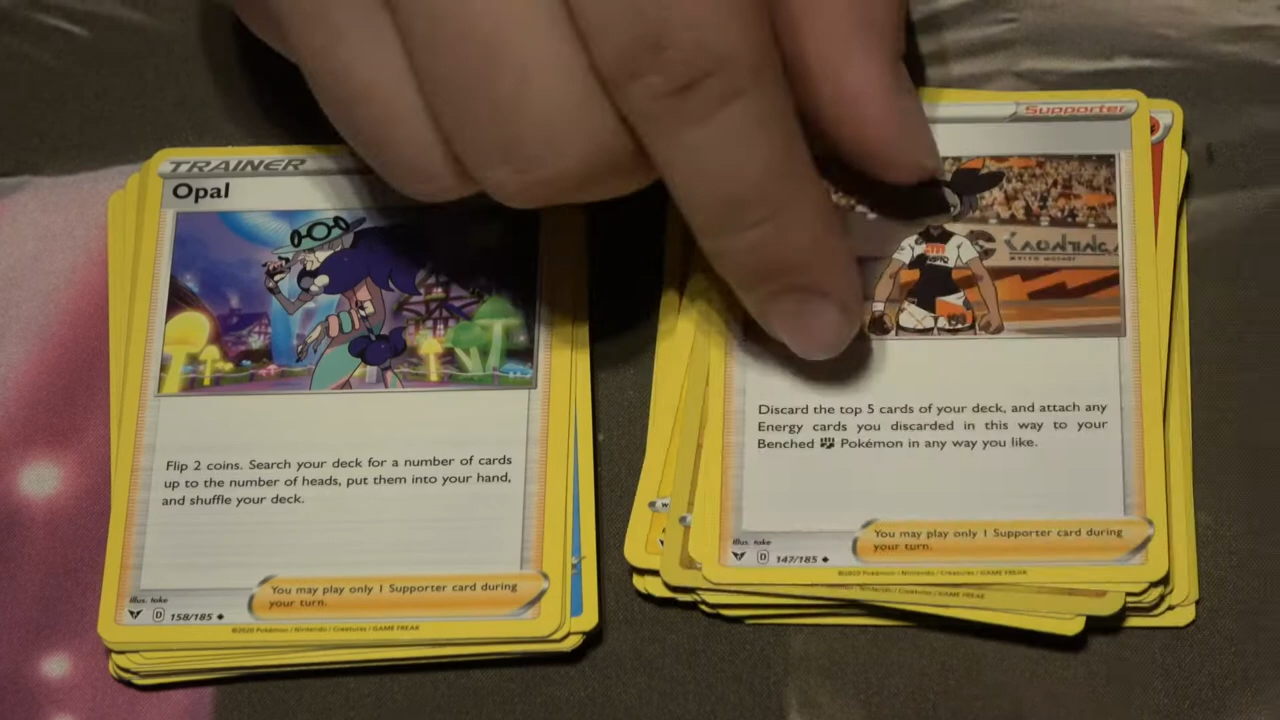 TRAINER
Opal
Flip 2 coins. Search your deck for a number of cards
up to the number of heads, put them into your hand,
and shuffle your deck.
You may play only 1 Supporter card during
your turn.
Illus. take
D 158/185
©2020 Pokémon / Nintendo / Creatures / GAME FREAK
Supporter
Discard the top 5 cards of your deck, and attach any
Energy cards you discarded in this way to your
Benched Pokémon in any way you like.
You may play only 1 Supporter card during
your turn.
Illus. take
D 147/185
©2020 Pokémon / Nintendo / Creatures / GAME FREAK